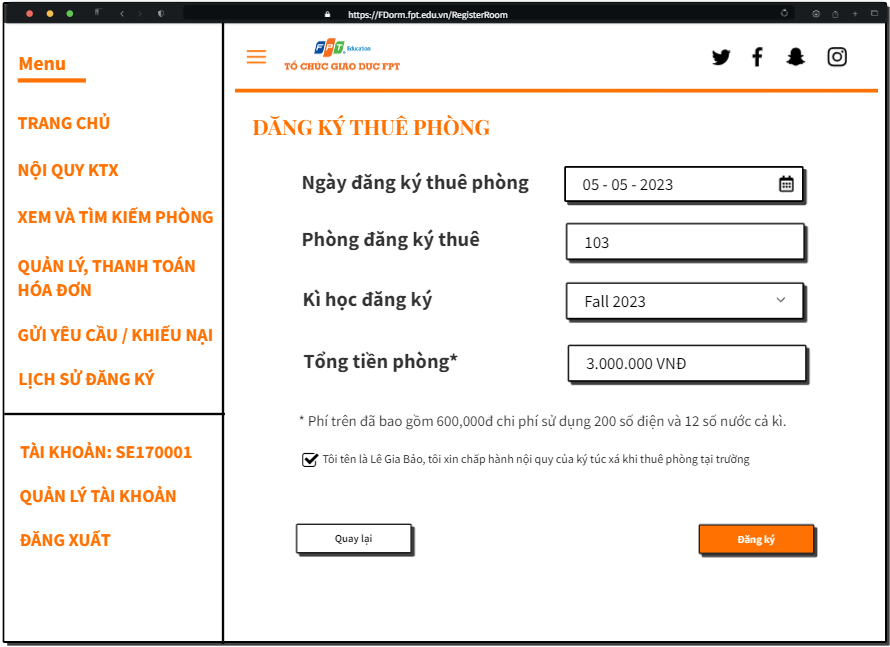 https://FDorm.fpt.edu.vn/RegisterRoom
Menu
TRANG CHỦ
NỘI QUY KTX
XEM VÀ TÌM KIẾM PHÒNG
QUẢN LÝ, THANH TOÁN
HÓA ĐƠN
GỬI YÊU CẦU / KHIẾU NẠI
LỊCH SỬ ĐĂNG KÝ
TÀI KHOẢN: SE170001
QUẢN LÝ TÀI KHOẢN
ĐĂNG XUẤT
FPT Education
TỔ CHỨC GIÁO DỤC FPT
ĐĂNG KÝ THUÊ PHÒNG
Ngày đăng ký thuê phòng 05 - 05 - 2023
Phòng đăng ký thuê 103
Kì học đăng ký Fall 2023
Tổng tiền phòng* 3.000.000 VNĐ
* Phí trên đã bao gồm 600,000đ chi phí sử dụng 200 số điện và 12 số nước cả kì.
Tôi tên là Lê Gia Bảo, tôi xin chấp hành nội quy của ký túc xá khi thuê phòng tại trường
Quay lại Đăng ký